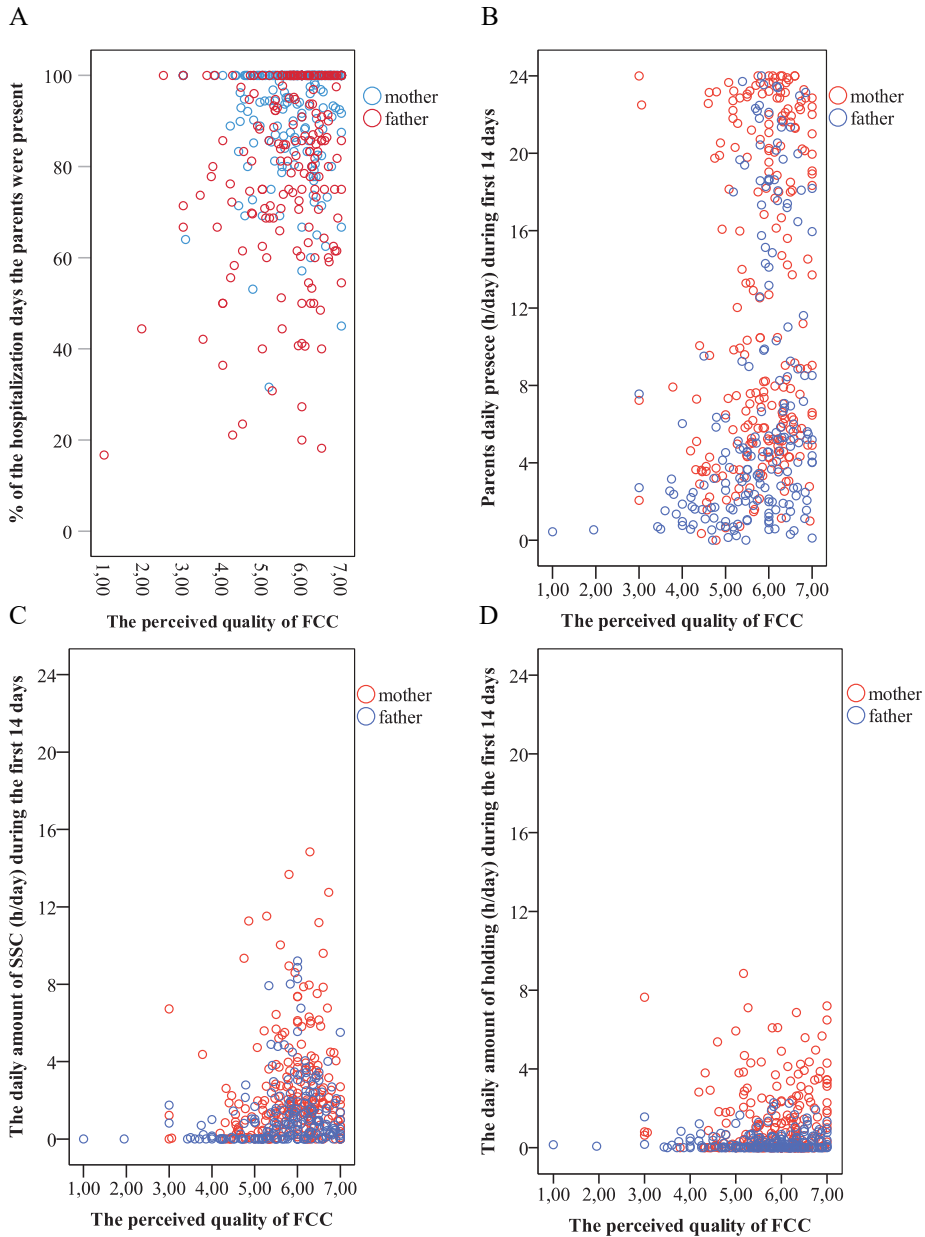 A
% of the hospitalization days the parents were present
100
80
60
40
20
0
1,00 2,00 3,00 4,00 5,00 6,00 7,00
The perceived quality of FCC
mother
father
B
Parents daily presece (h/day) during first 14 days
24
20
16
12
8
4
0
1,00 2,00 3,00 4,00 5,00 6,00 7,00
The perceived quality of FCC
mother
father
C
The daily amount of SSC (h/day) during the first 14 days
24
20
16
12
8
4
0
1,00 2,00 3,00 4,00 5,00 6,00 7,00
The perceived quality of FCC
mother
father
D
The daily amount of holding (h/day) during the first 14 days
24
20
16
12
8
4
0
1,00 2,00 3,00 4,00 5,00 6,00 7,00
The perceived quality of FCC
mother
father